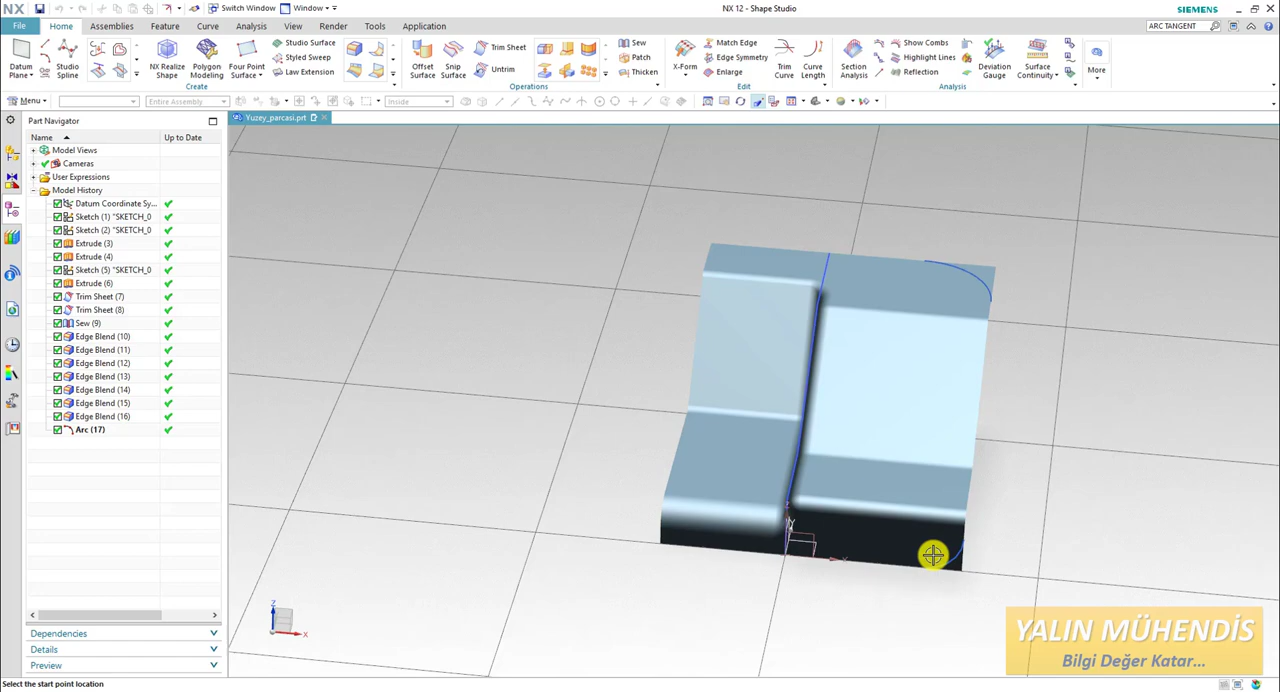 NX
Switch Window
Window
NX 12 - Shape Studio
SIEMENS
File
Home
Assemblies
Feature
Curve
Analysis
View
Render
Tools
Application
ARC TANGENT
Datum
Plane
Studio
Spline
NX Realize
Shape
Polygon
Modeling
Four Point
Surface
Studio Surface
Styled Sweep
Law Extension
Create
Offset
Surface
Snip
Surface
Trim Sheet
Untrim
Sew
Patch
Thicken
Operations
X-Form
Match Edge
Edge Symmetry
Enlarge
Trim
Curve
Curve
Length
Edit
Section
Analysis
Show Combs
Highlight Lines
Reflection
Deviation
Gauge
Surface
Continuity
Analysis
More
Menu
Entire Assembly
Inside
Part Navigator
Yuzey_parcasi.prt
Name
Up to Date
Model Views
Cameras
User Expressions
Model History
Datum Coordinate Sy...
Sketch (1) "SKETCH_0
Sketch (2) "SKETCH_0
Extrude (3)
Extrude (4)
Sketch (5) "SKETCH_0
Extrude (6)
Trim Sheet (7)
Trim Sheet (8)
Sew (9)
Edge Blend (10)
Edge Blend (11)
Edge Blend (12)
Edge Blend (13)
Edge Blend (14)
Edge Blend (15)
Edge Blend (16)
Arc (17)
Dependencies
Details
Preview
Z
Y
X
Z
X
YALIN MÜHENDİS
Bilgi Değer Katar...
Select the start point location